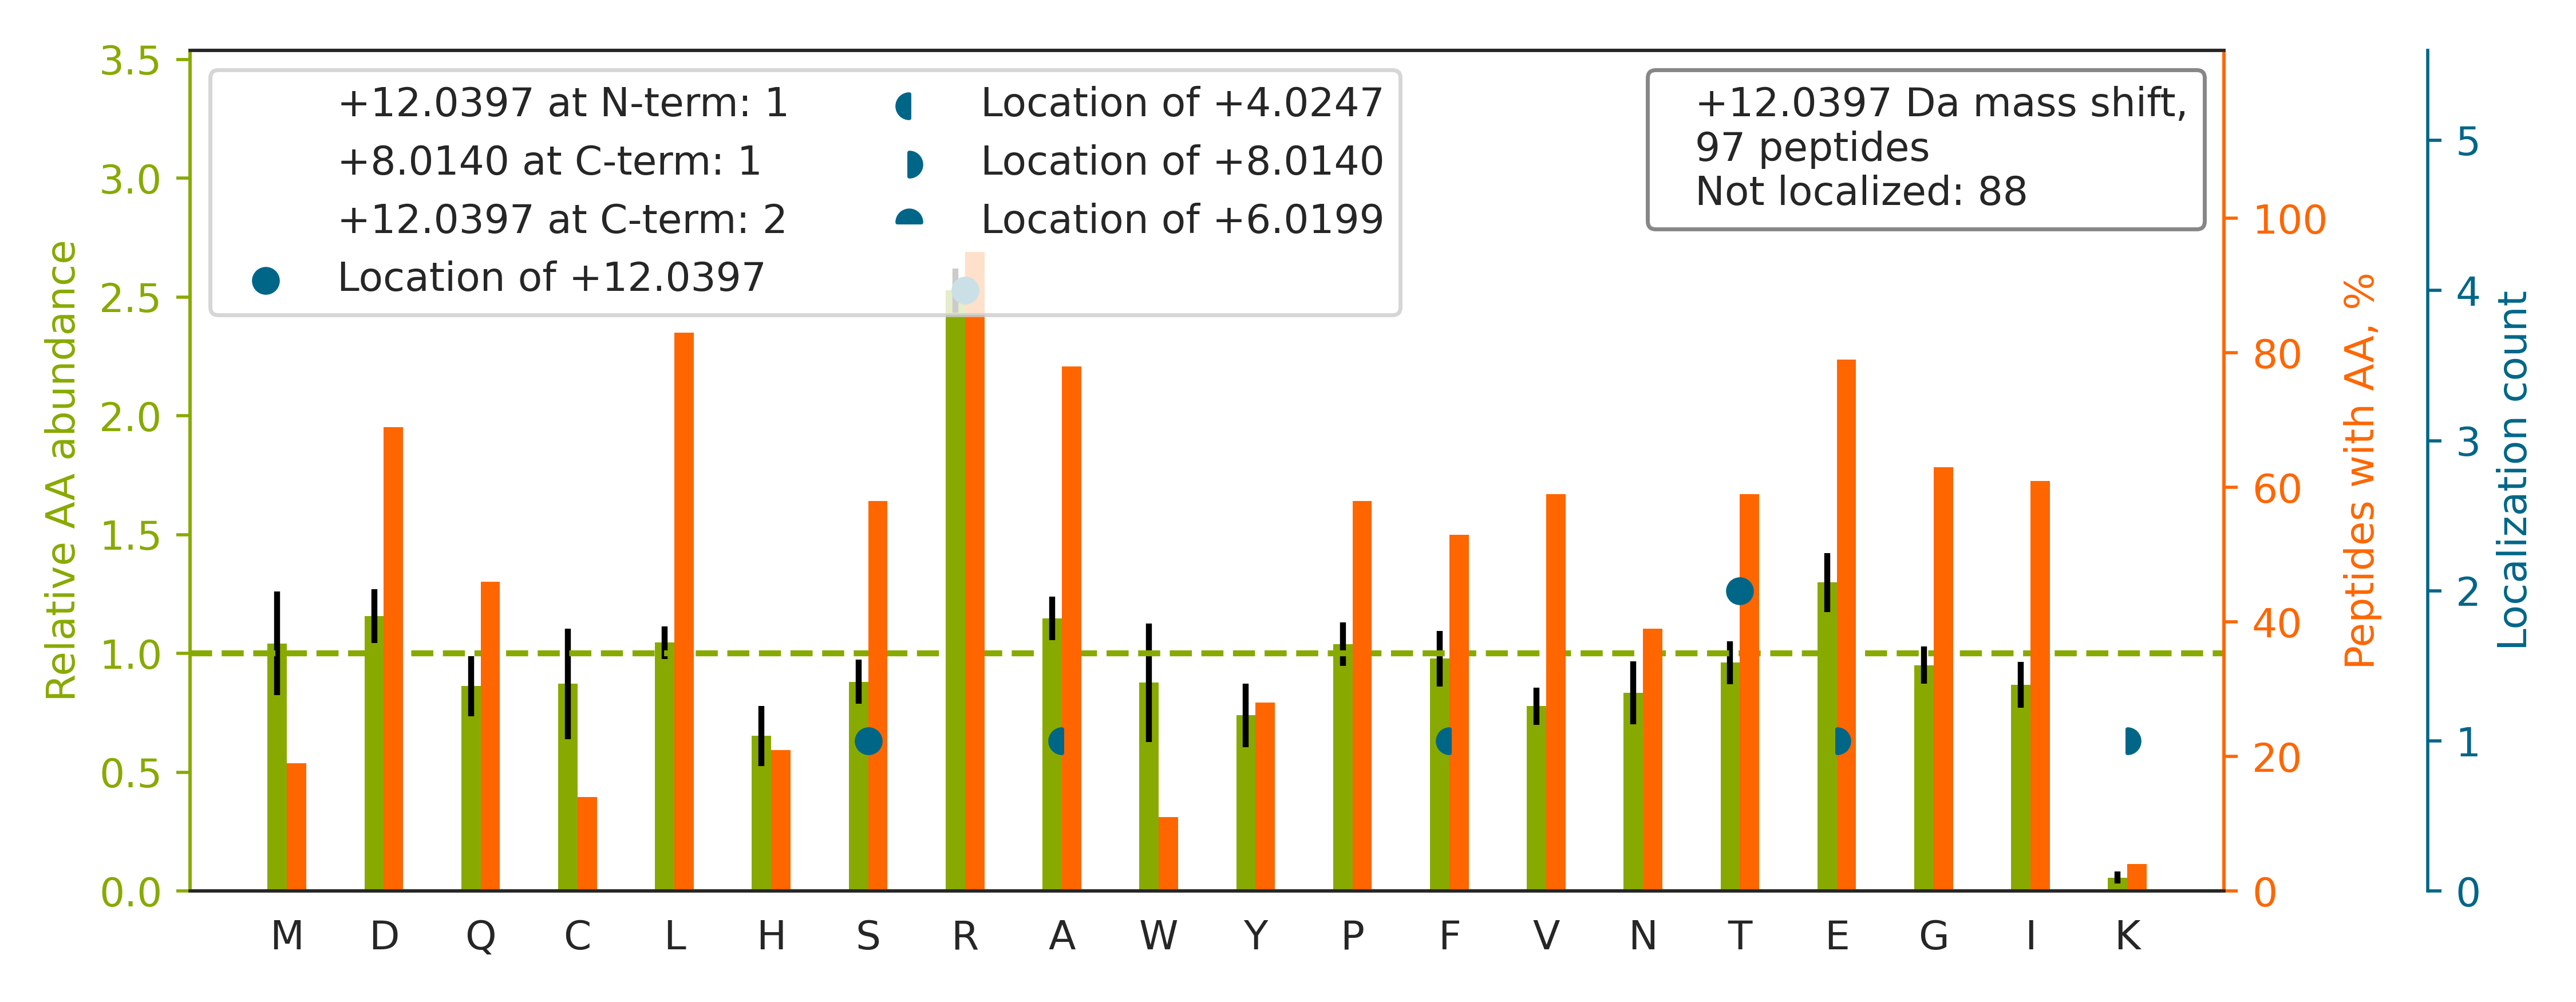 3.5
3.0
2.5
2.0
1.5
1.0
0.5
0.0
Relative AA abundance
+12.0397 at N-term: 1
+8.0140 at C-term: 1
+12.0397 at C-term: 2
Location of +12.0397
Location of +4.0247
Location of +8.0140
Location of +6.0199
+12.0397 Da mass shift,
97 peptides
Not localized: 88
100
80
60
40
20
0
Peptides with AA, %
5
4
3
2
1
0
Localization count
M D Q C L H S R A W Y P F V N T E G I K